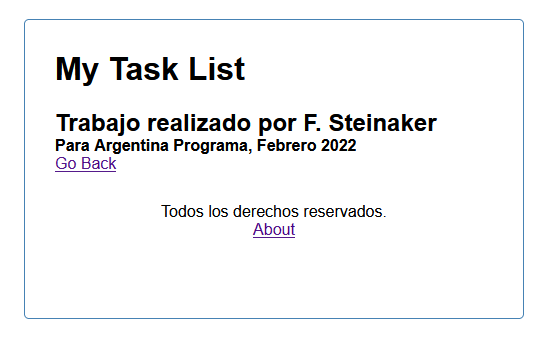 My Task List
Trabajo realizado por F. Steinaker
Para Argentina Programa, Febrero 2022
Go Back
Todos los derechos reservados.
About